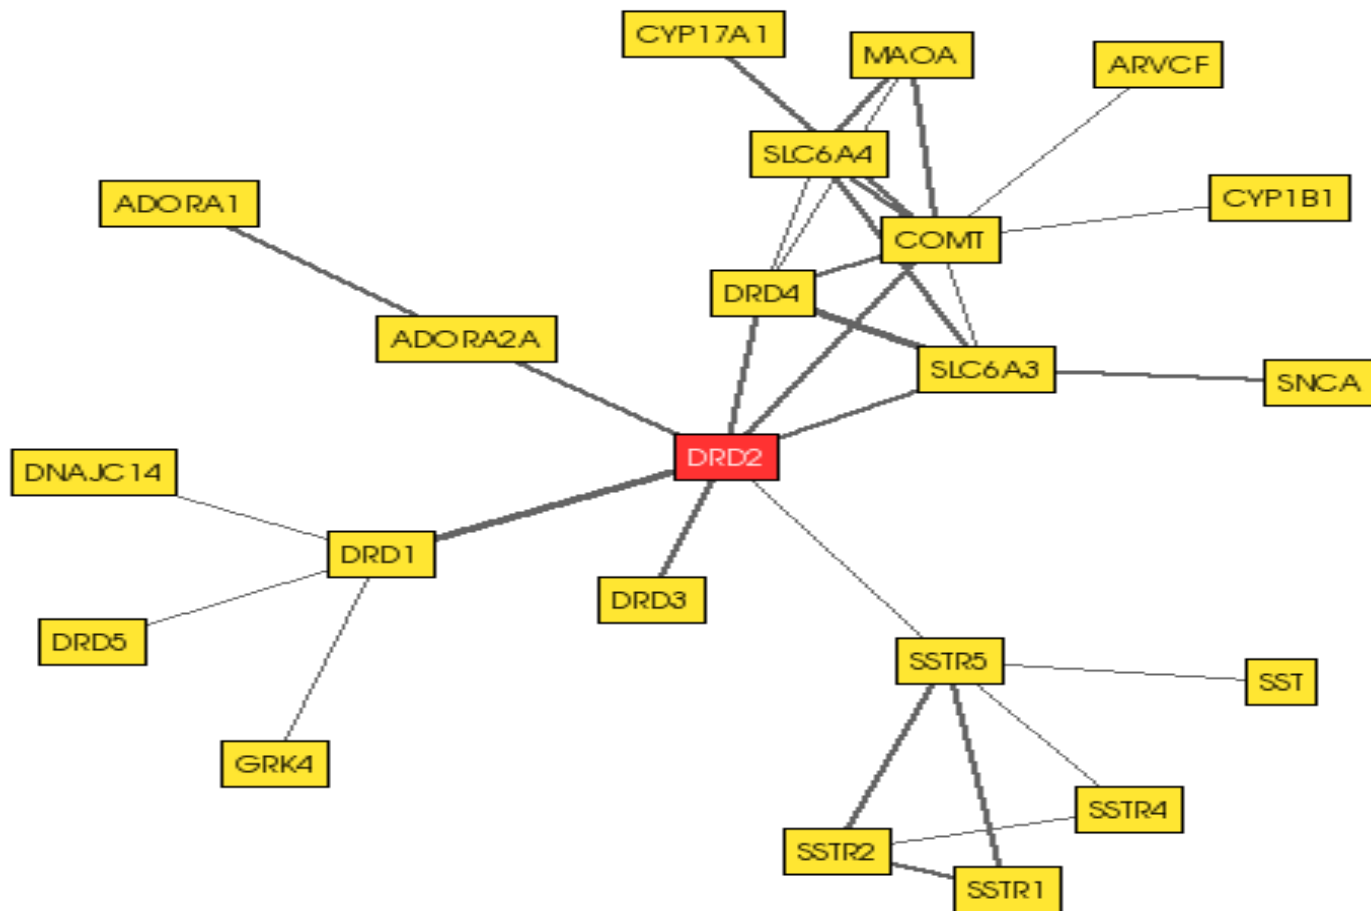 CYP17A1
MAOA
ARVCF
SLC6A4
ADORA1
CYP1B1
COMT
DRD4
ADORA2A
SLC6A3
SNCA
DRD2
DNAJC14
DRD1
DRD3
DRD5
SSTR5
SST
GRK4
SSTR4
SSTR2
SSTR1